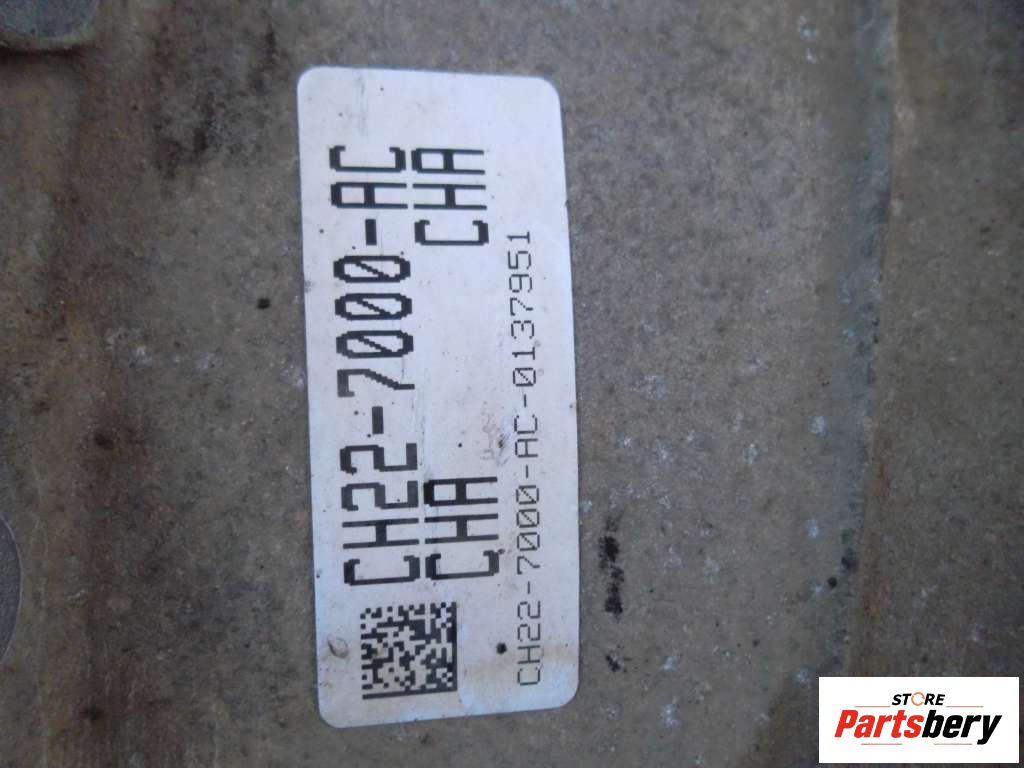 CH22-7000-AC
CHA CHA
CH22-7000-AC-0137951
STORE
Partsbery